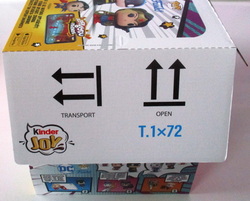 TRANSPORT
OPEN
T.1×72
Kinder
JOY
DC